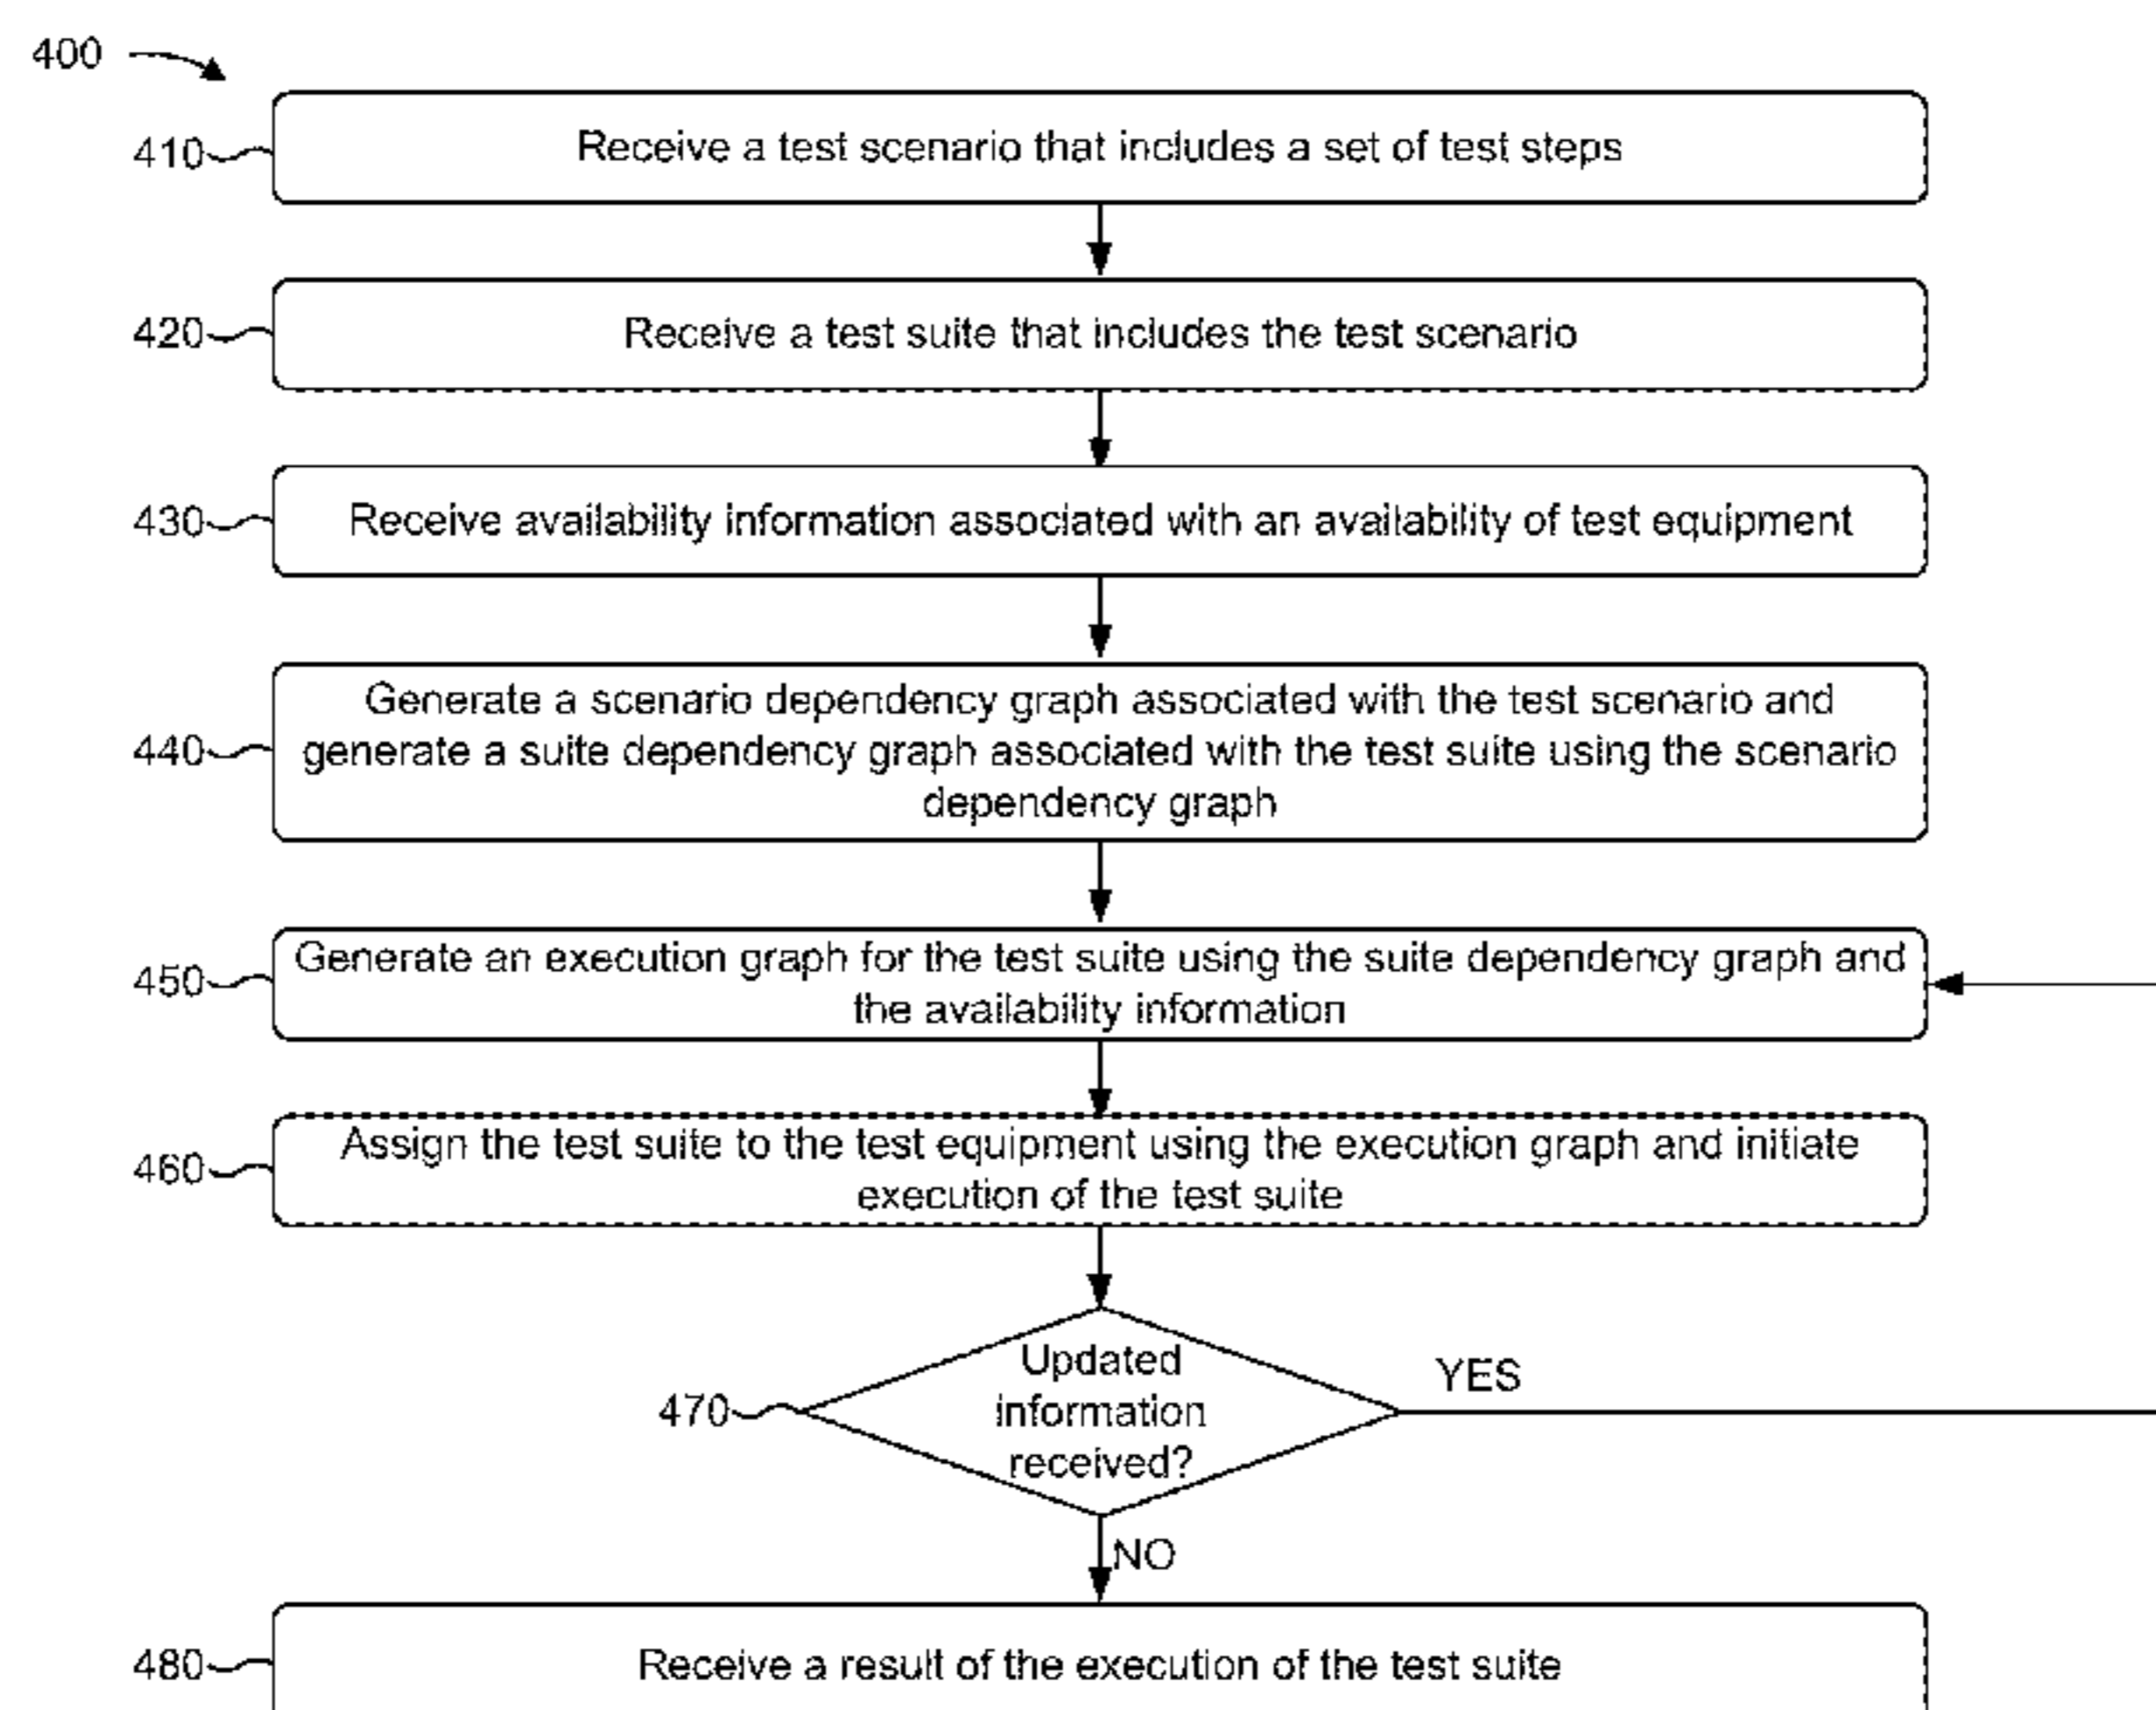 400
410
Receive a test scenario that includes a set of test steps
420
Receive a test suite that includes the test scenario
430
Receive availability information associated with an availability of test equipment
440
Generate a scenario dependency graph associated with the test scenario and
generate a suite dependency graph associated with the test suite using the scenario
dependency graph
450
Generate an execution graph for the test suite using the suite dependency graph and
the availability information
460
Assign the test suite to the test equipment using the execution graph and initiate
execution of the test suite
470
Updated
information
received?
YES
NO
480
Receive a result of the execution of the test suite